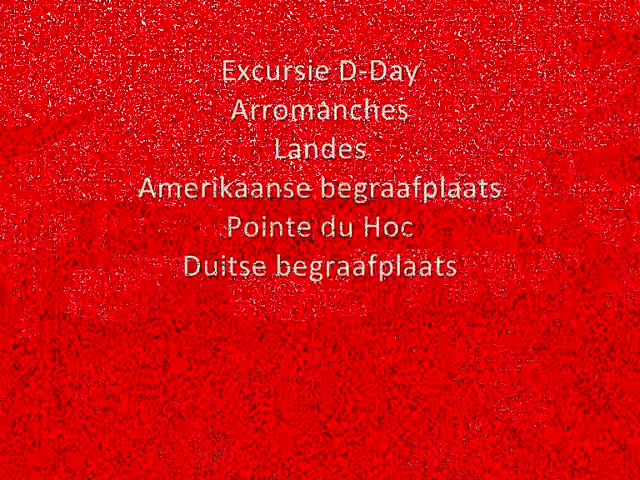 Excursie D-Day
Arromanches
Landes
Amerikaanse begraafplaats
Pointe du Hoc
Duitse begraafplaats